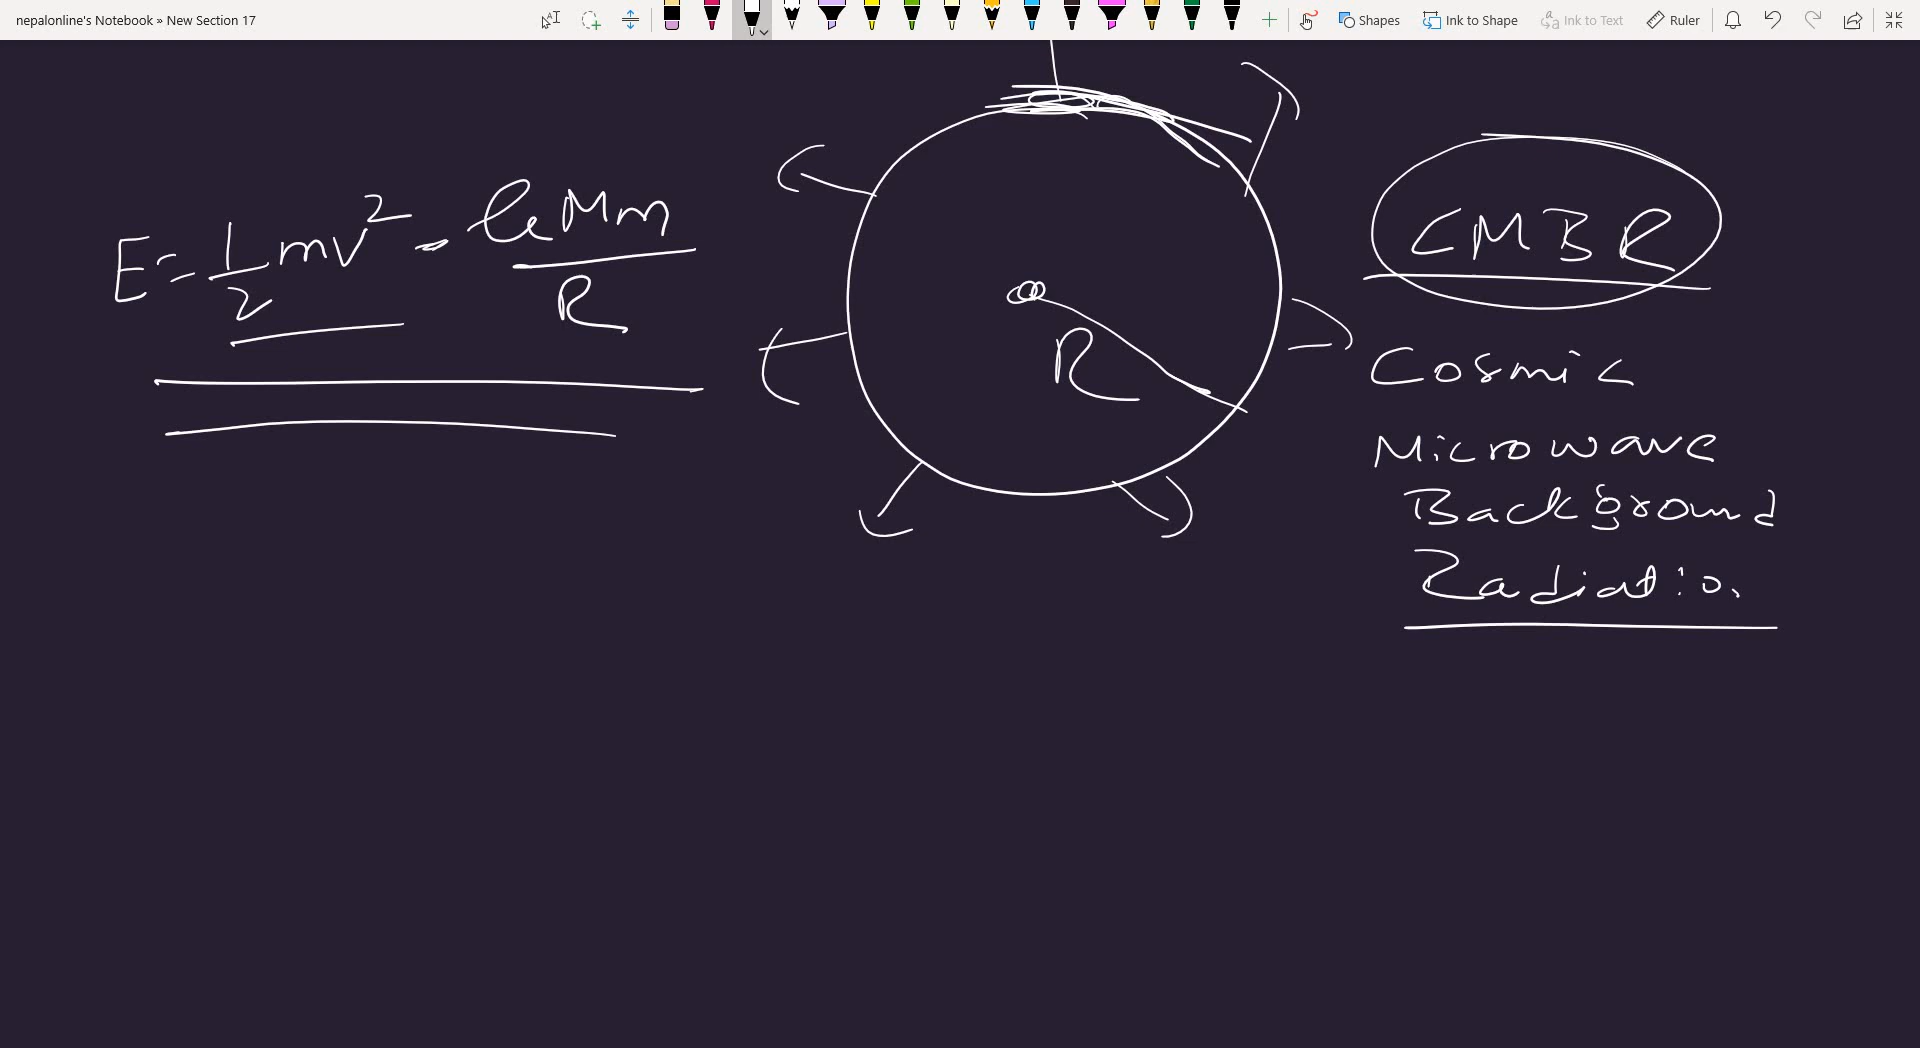 nepalonline's Notebook » New Section 17
Shapes
Ink to Shape
Ink to Text
Ruler
E = 1/2 mv² - GMm/R
R
CMBR
Cosmic
Microwave
Background
Radiation